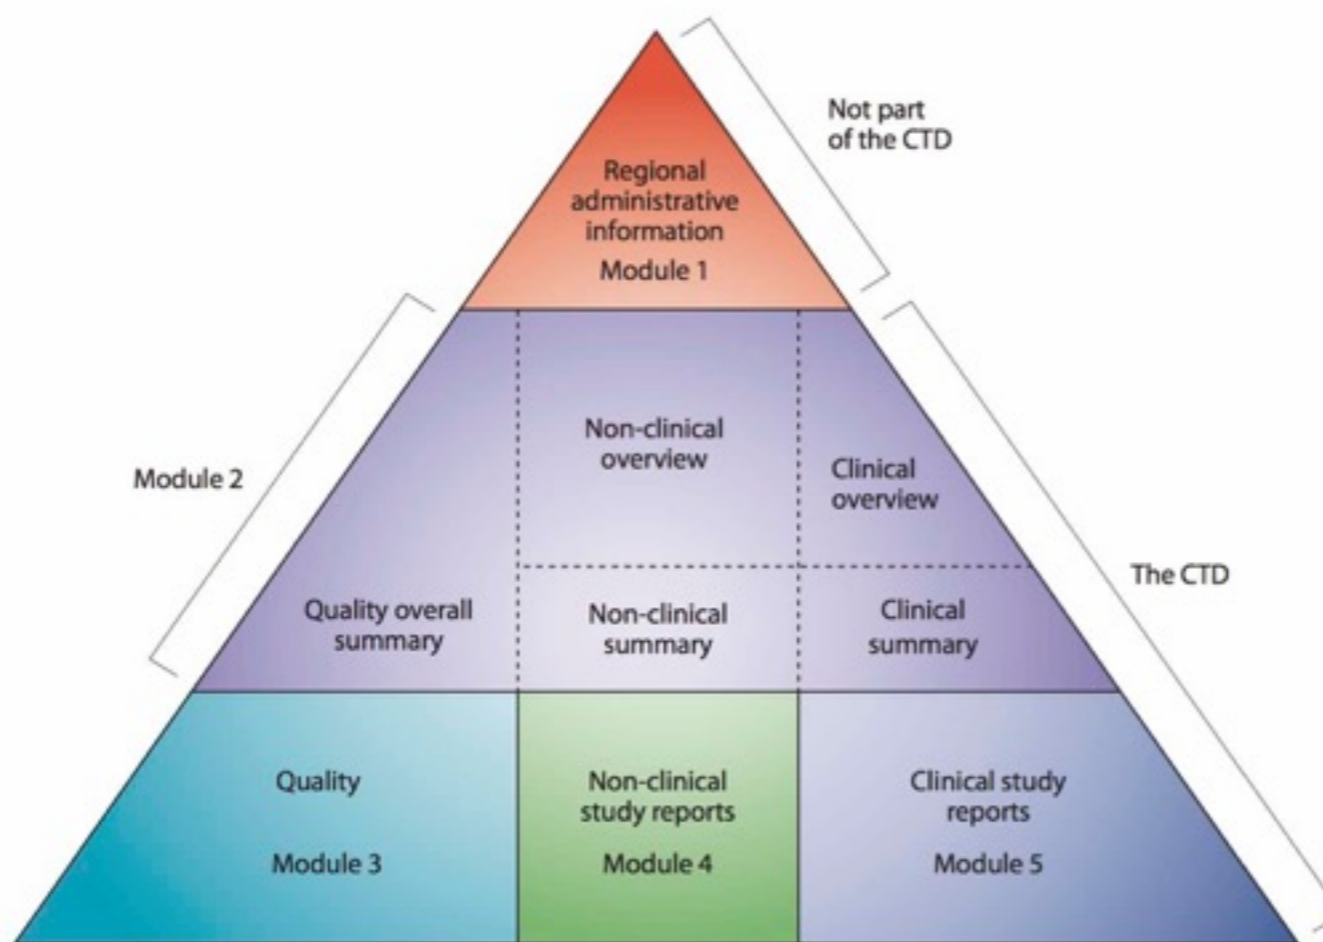 Not part
of the CTD
Regional
administrative
information
Module 1
Module 2
Non-clinical
overview
Clinical
overview
The CTD
Quality overall
summary
Non-clinical
summary
Clinical
summary
Quality
Module 3
Non-clinical
study reports
Module 4
Clinical study
reports
Module 5